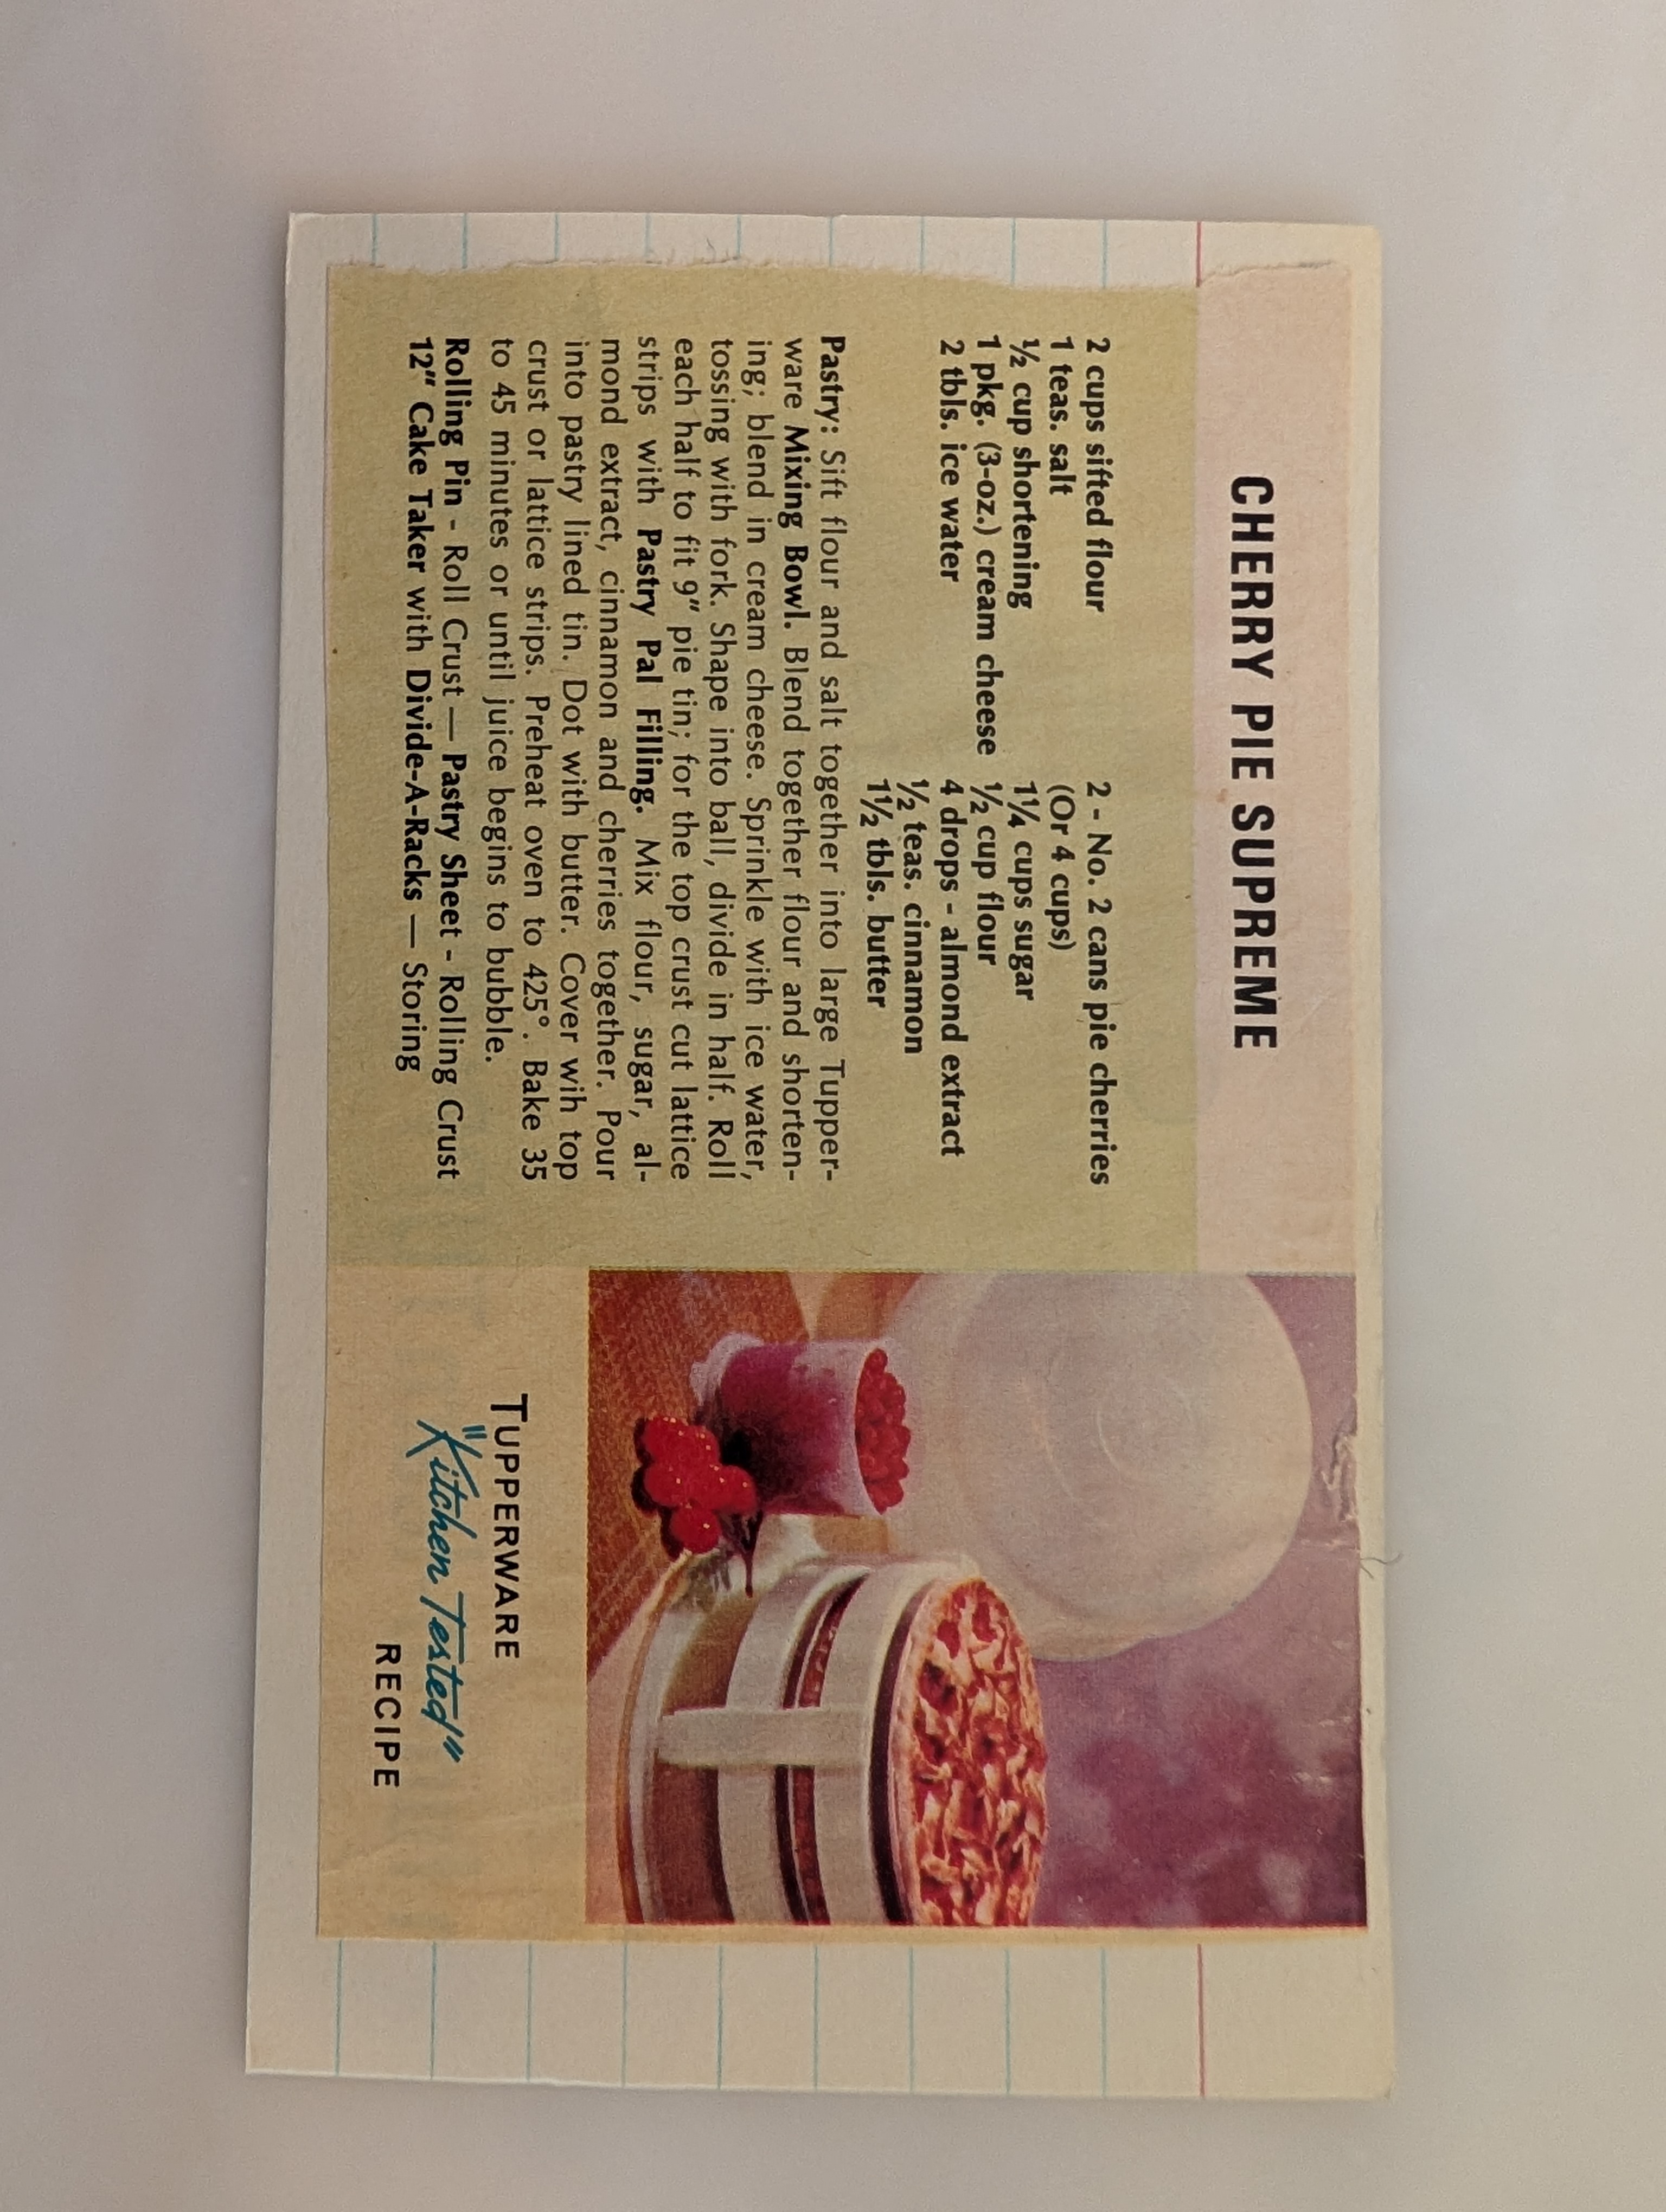 CHERRY PIE SUPREME
2 cups sifted flour
1 teas. salt
½ cup shortening
1 pkg. (3-oz.) cream cheese
2 tbls. ice water
2 - No. 2 cans pie cherries
(Or 4 cups)
1¼ cups sugar
½ cup flour
4 drops - almond extract
½ teas. cinnamon
1½ tbls. butter
Pastry: Sift flour and salt together into large Tupper-
ware Mixing Bowl. Blend together flour and shorten-
ing; blend in cream cheese. Sprinkle with ice water,
tossing with fork. Shape into ball, divide in half. Roll
each half to fit 9" pie tin; for the top crust cut lattice
strips with Pastry Pal Filling. Mix flour, sugar, al-
mond extract, cinnamon and cherries together. Pour
into pastry lined tin. Dot with butter. Cover wih top
crust or lattice strips. Preheat oven to 425°. Bake 35
to 45 minutes or until juice begins to bubble.
Rolling Pin - Roll Crust — Pastry Sheet - Rolling Crust
12" Cake Taker with Divide-A-Racks — Storing
TUPPERWARE
"Kitchen Tested"
RECIPE